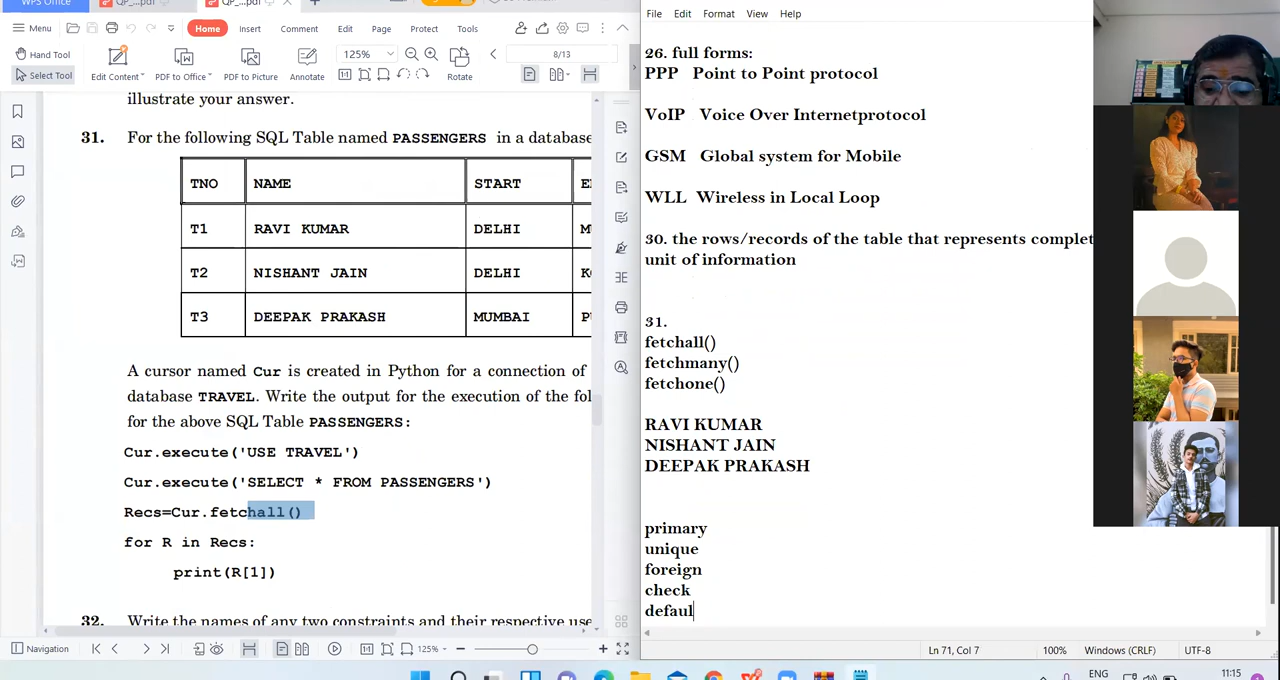 WPS Office
QP_...pdf
QP_...pdf
Menu
Home
Insert
Comment
Edit
Page
Protect
Tools
Hand Tool
Select Tool
Edit Content
PDF to Office
PDF to Picture
Annotate
125%
Rotate
8/13
illustrate your answer.
31. For the following SQL Table named PASSENGERS in a database
TNO NAME START
T1 RAVI KUMAR DELHI
T2 NISHANT JAIN DELHI
T3 DEEPAK PRAKASH MUMBAI
A cursor named Cur is created in Python for a connection of
database TRAVEL. Write the output for the execution of the fol
for the above SQL Table PASSENGERS:
Cur.execute('USE TRAVEL')
Cur.execute('SELECT * FROM PASSENGERS')
Recs=Cur.fetchall()
for R in Recs:
print(R[1])
32. Write the names of any two constraints and their respective use
Navigation
125%
File Edit Format View Help
26. full forms:
PPP Point to Point protocol
VoIP Voice Over Internetprotocol
GSM Global system for Mobile
WLL Wireless in Local Loop
30. the rows/records of the table that represents complet
unit of information
31.
fetchall()
fetchmany()
fetchone()
RAVI KUMAR
NISHANT JAIN
DEEPAK PRAKASH
primary
unique
foreign
check
defaul
Ln 71, Col 7 100% Windows (CRLF) UTF-8
ENG 11:15